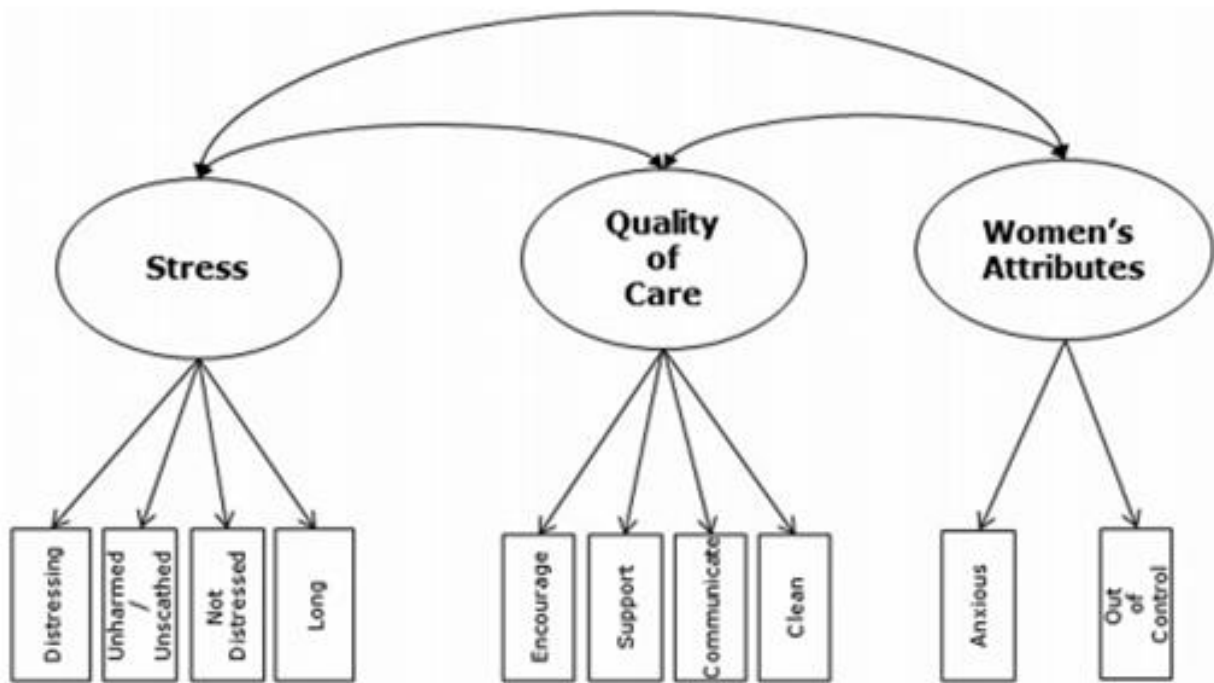 Stress
Quality
of
Care
Women's
Attributes
Distressing
Unharmed
/
Unscathed
Not
Distressed
Long
Encourage
Support
Communicate
Clean
Anxious
Out
of
Control